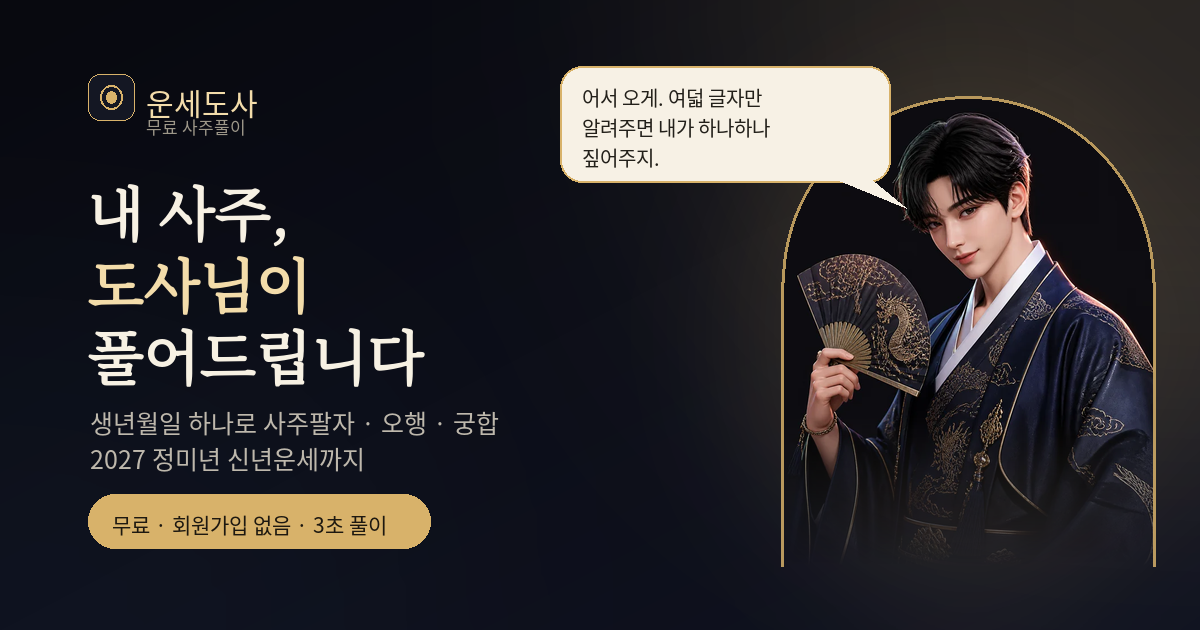 운세도사
무료 사주풀이
내 사주,
도사님이
풀어드립니다
생년월일 하나로 사주팔자 · 오행 · 궁합
2027 정미년 신년운세까지
무료 · 회원가입 없음 · 3초 풀이
어서 오게. 여덟 글자만
알려주면 내가 하나하나
짚어주지.